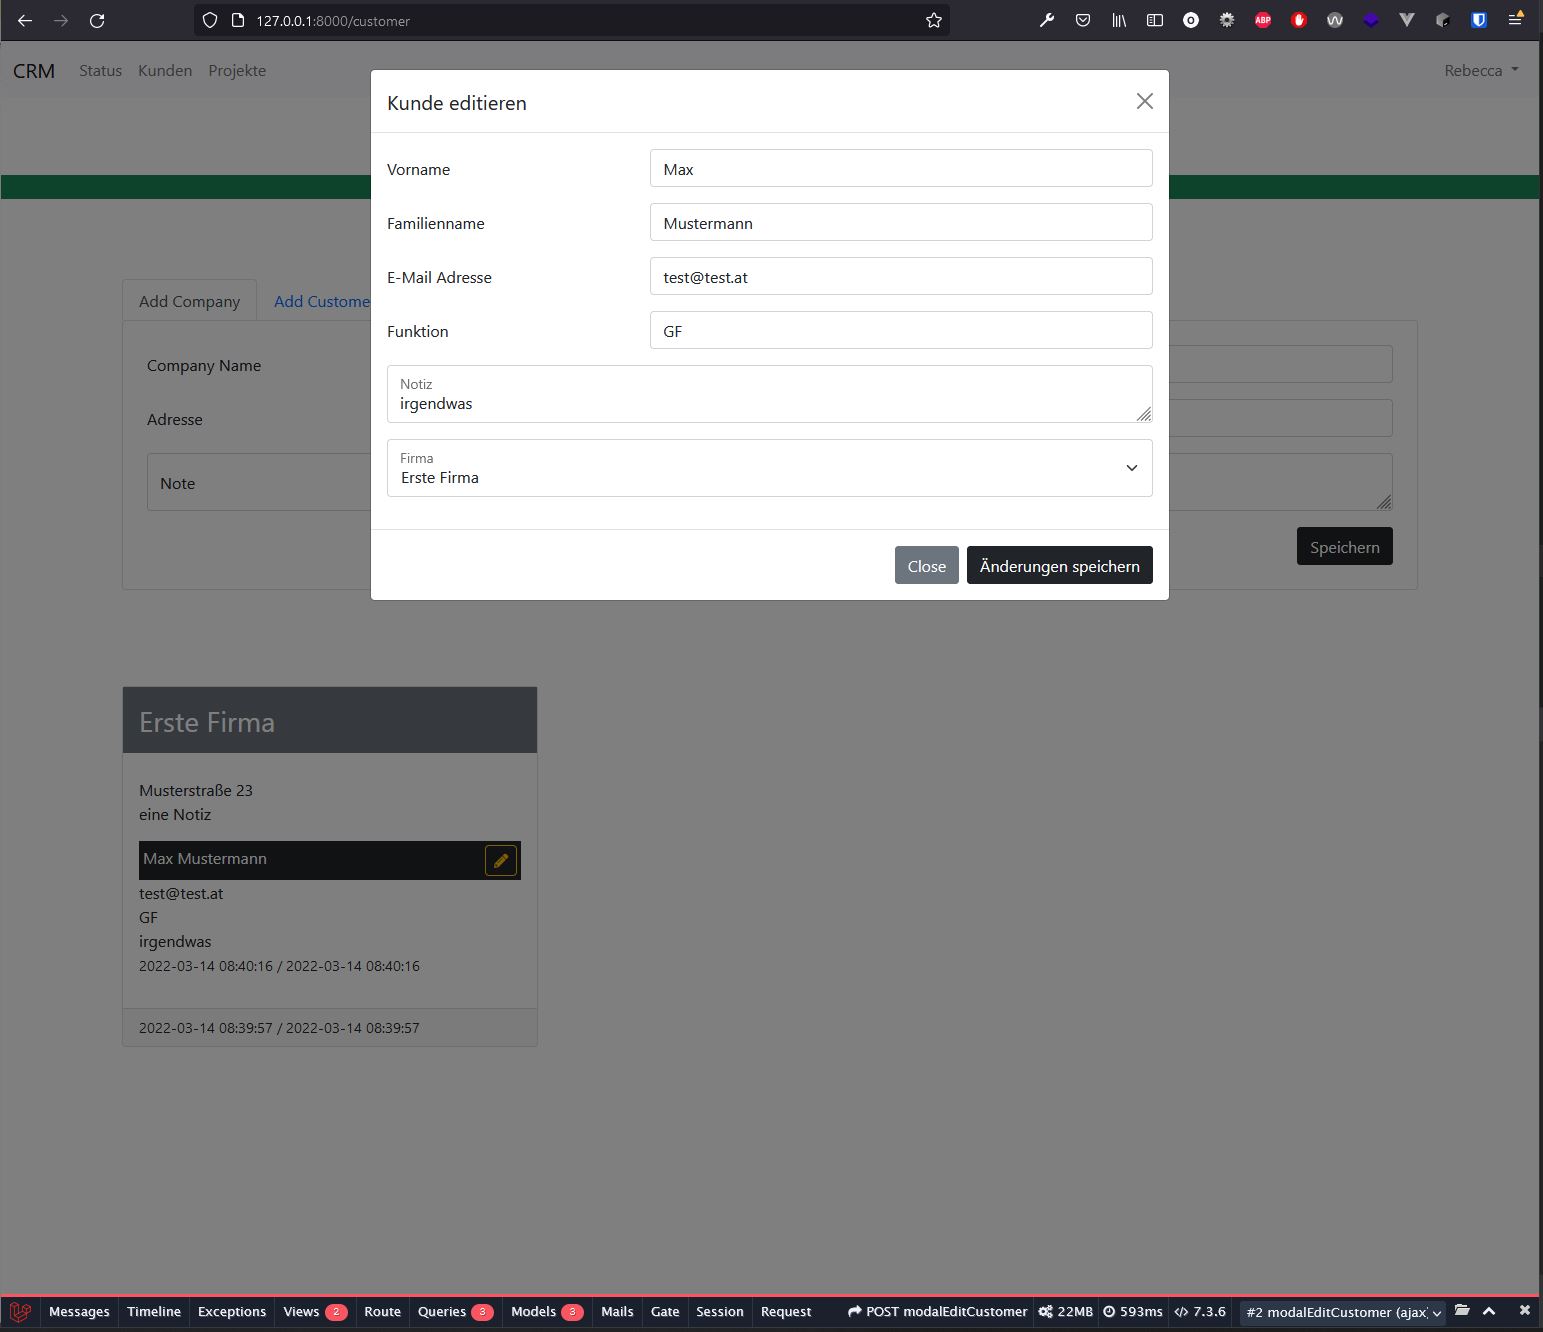 127.0.0.1:8000/customer
ABP
CRM Status Kunden Projekte Rebecca
Kunde editieren
Vorname Max
Familienname Mustermann
E-Mail Adresse test@test.at
Funktion GF
Notiz
irgendwas
Firma
Erste Firma
Close Änderungen speichern
Add Company Add Custome
Company Name
Adresse
Note
Speichern
Erste Firma
Musterstraße 23
eine Notiz
Max Mustermann
test@test.at
GF
irgendwas
2022-03-14 08:40:16 / 2022-03-14 08:40:16
2022-03-14 08:39:57 / 2022-03-14 08:39:57
Messages Timeline Exceptions Views 2 Route Queries 3 Models 3 Mails Gate Session Request POST modalEditCustomer 22MB 593ms 7.3.6 #2 modalEditCustomer (ajax)